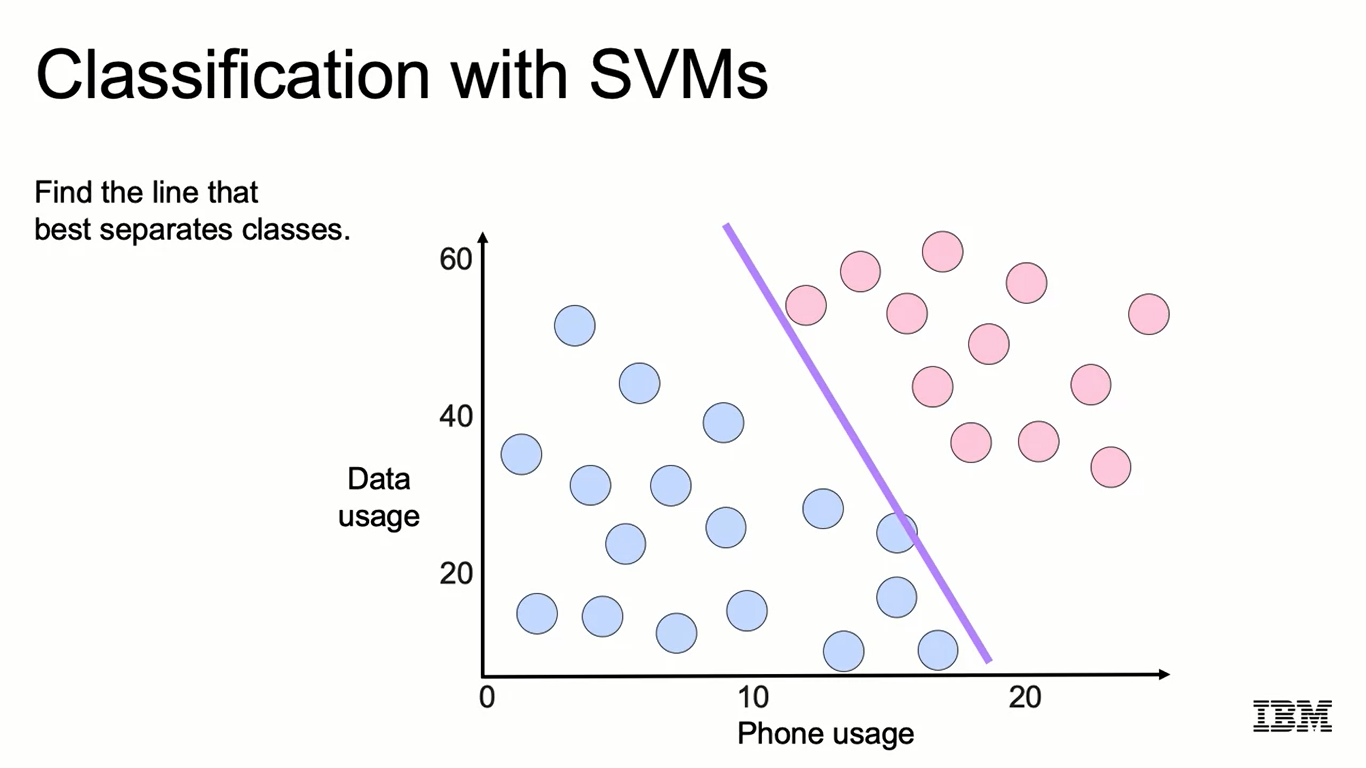 Classification with SVMs
Find the line that
best separates classes.
60
40
20
Data
usage
0 10 20
Phone usage
IBM